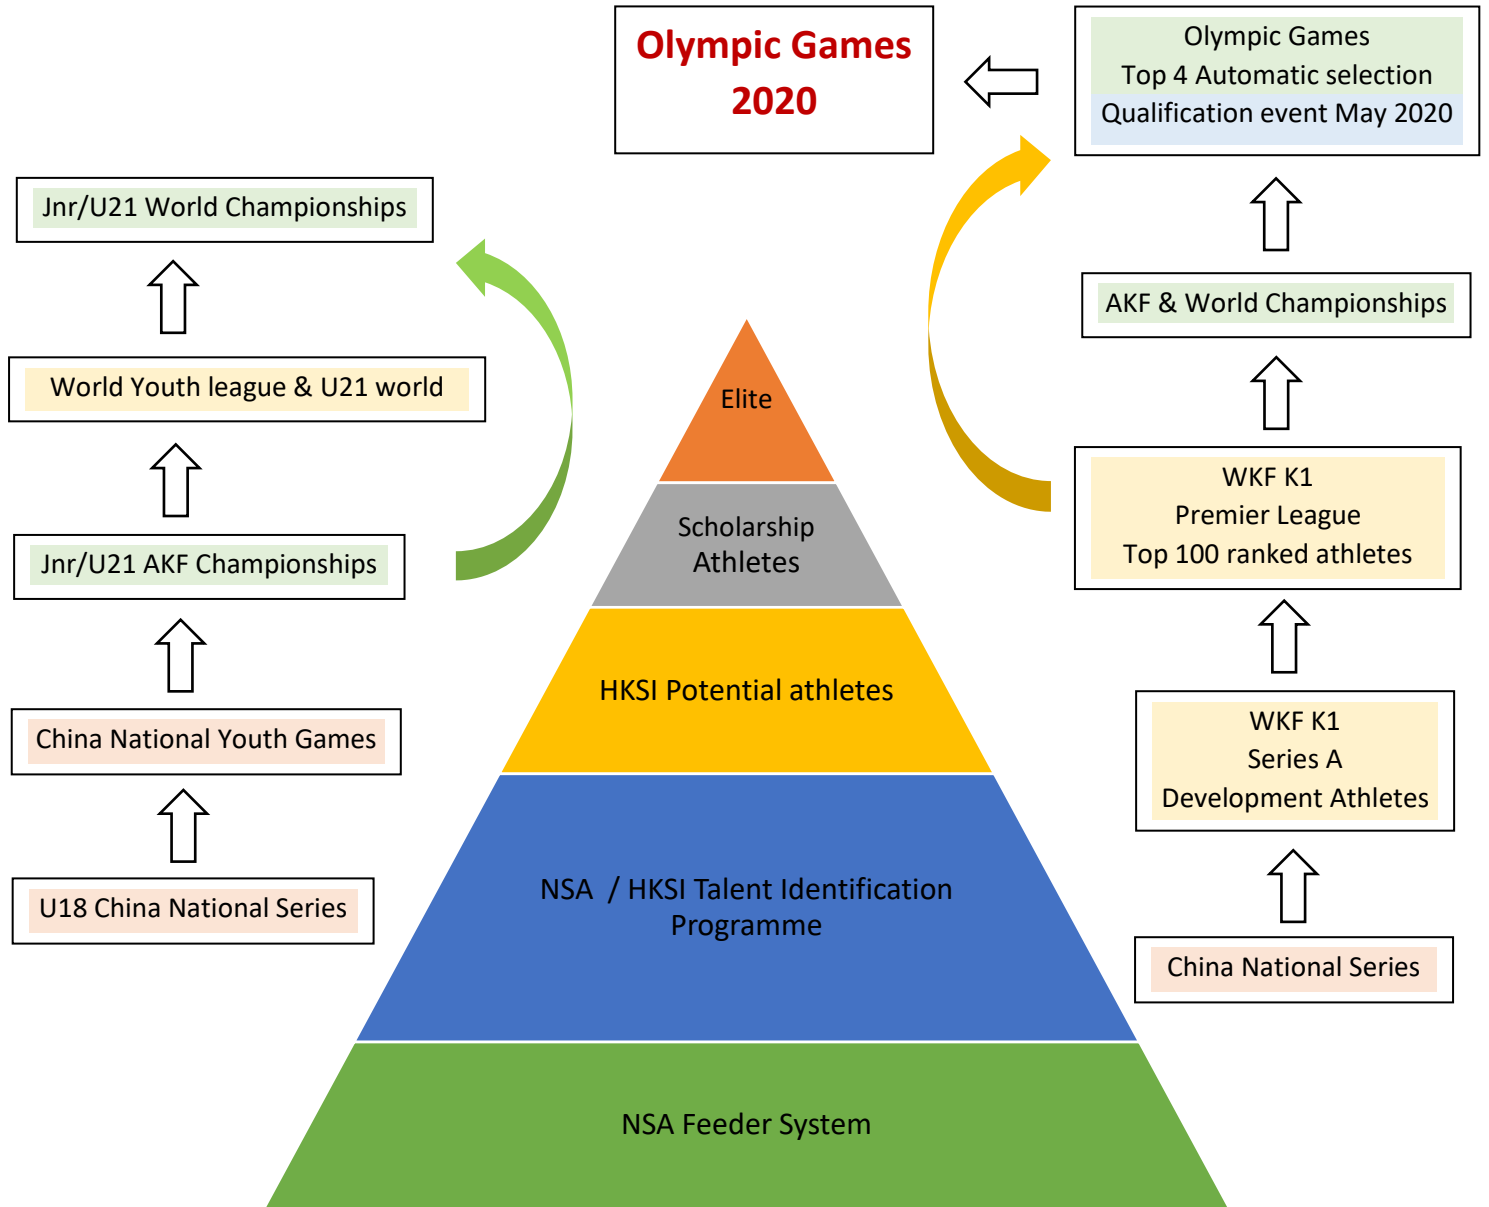 Olympic Games
2020
Olympic Games
Top 4 Automatic selection
Qualification event May 2020
Jnr/U21 World Championships
World Youth league & U21 world
Jnr/U21 AKF Championships
China National Youth Games
U18 China National Series
Elite
Scholarship
Athletes
HKSI Potential athletes
NSA / HKSI Talent Identification
Programme
NSA Feeder System
AKF & World Championships
WKF K1
Premier League
Top 100 ranked athletes
WKF K1
Series A
Development Athletes
China National Series